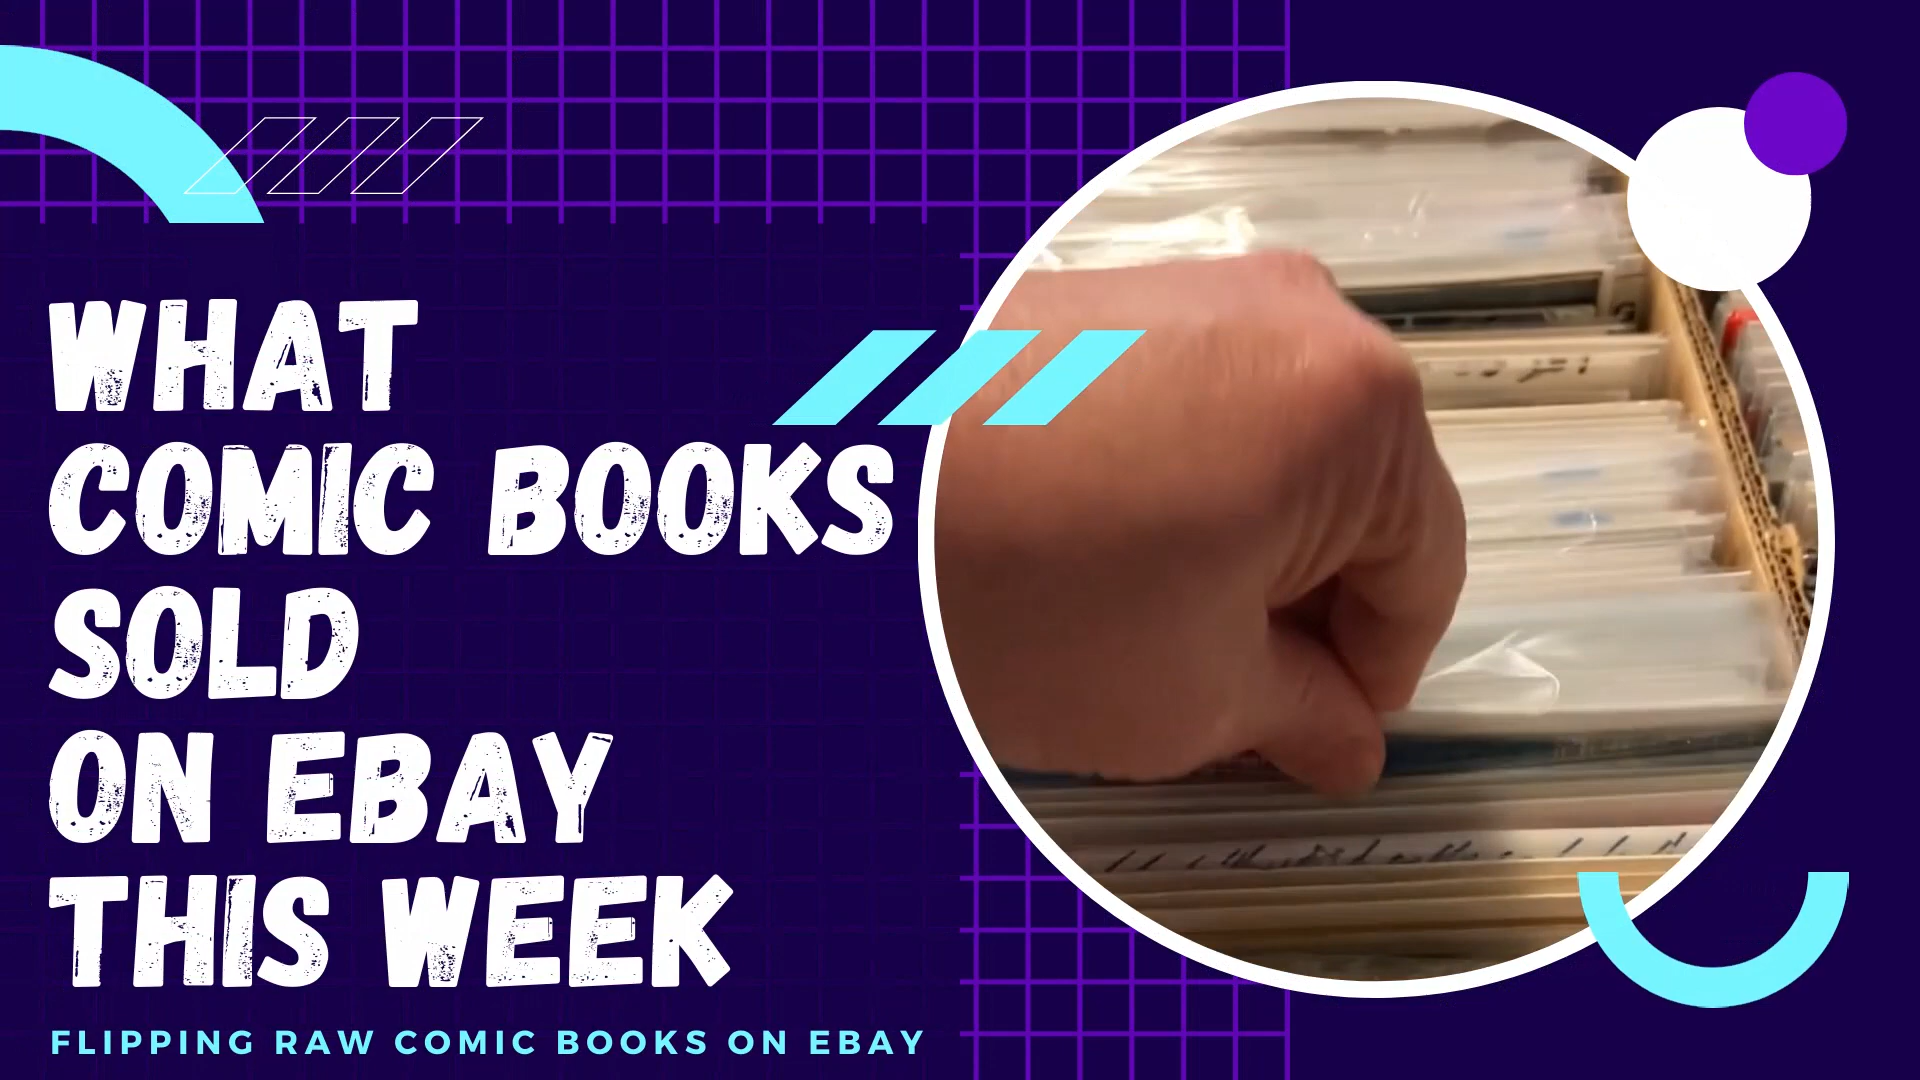 WHAT
COMIC BOOKS
SOLD
ON EBAY
THIS WEEK
FLIPPING RAW COMIC BOOKS ON EBAY